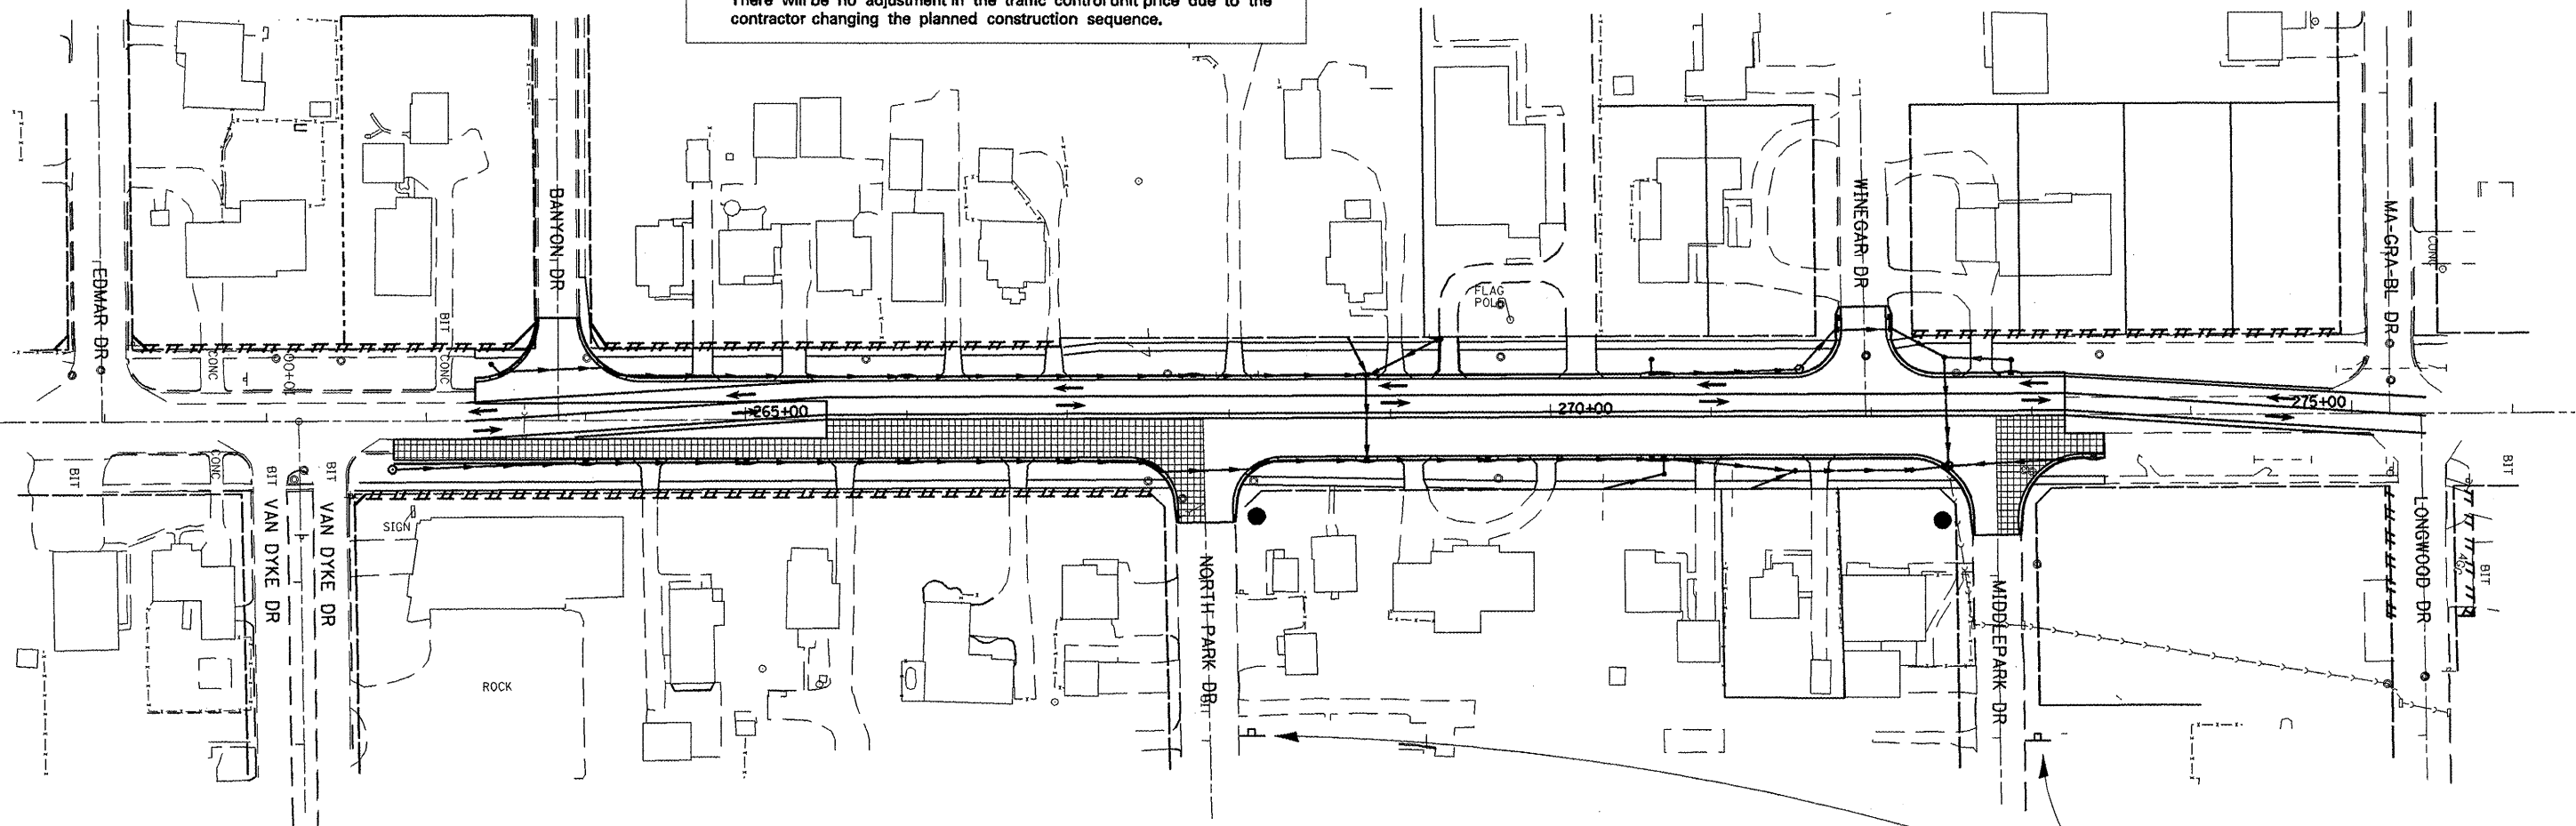 There will be no adjustment in the traffic control unit price due to the
contractor changing the planned construction sequence.
EDMAR DR
BANYON DR
WINEGAR DR
MA-GRA-BL DR
CONC
BIT
CONC
CONC
FLAG
POLE
265+00
270+00
275+00
BIT
CONC
BIT
BIT
VAN DYKE DR
VAN DYKE DR
SIGN
ROCK
NORTH PARK DR
MIDDLEPARK DR
LONGWOOD DR
BIT
BIT